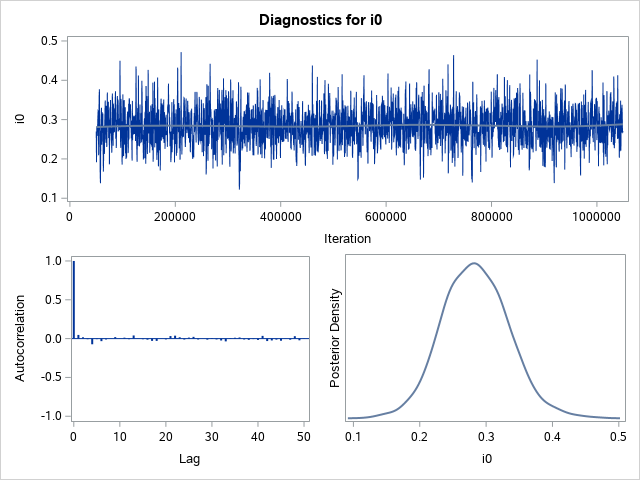 Diagnostics for i0
i0
0.5
0.4
0.3
0.2
0.1
0 200000 400000 600000 800000 1000000
Iteration
Autocorrelation
1.0
0.5
0.0
-0.5
-1.0
0 10 20 30 40 50
Lag
Posterior Density
0.1 0.2 0.3 0.4 0.5
i0